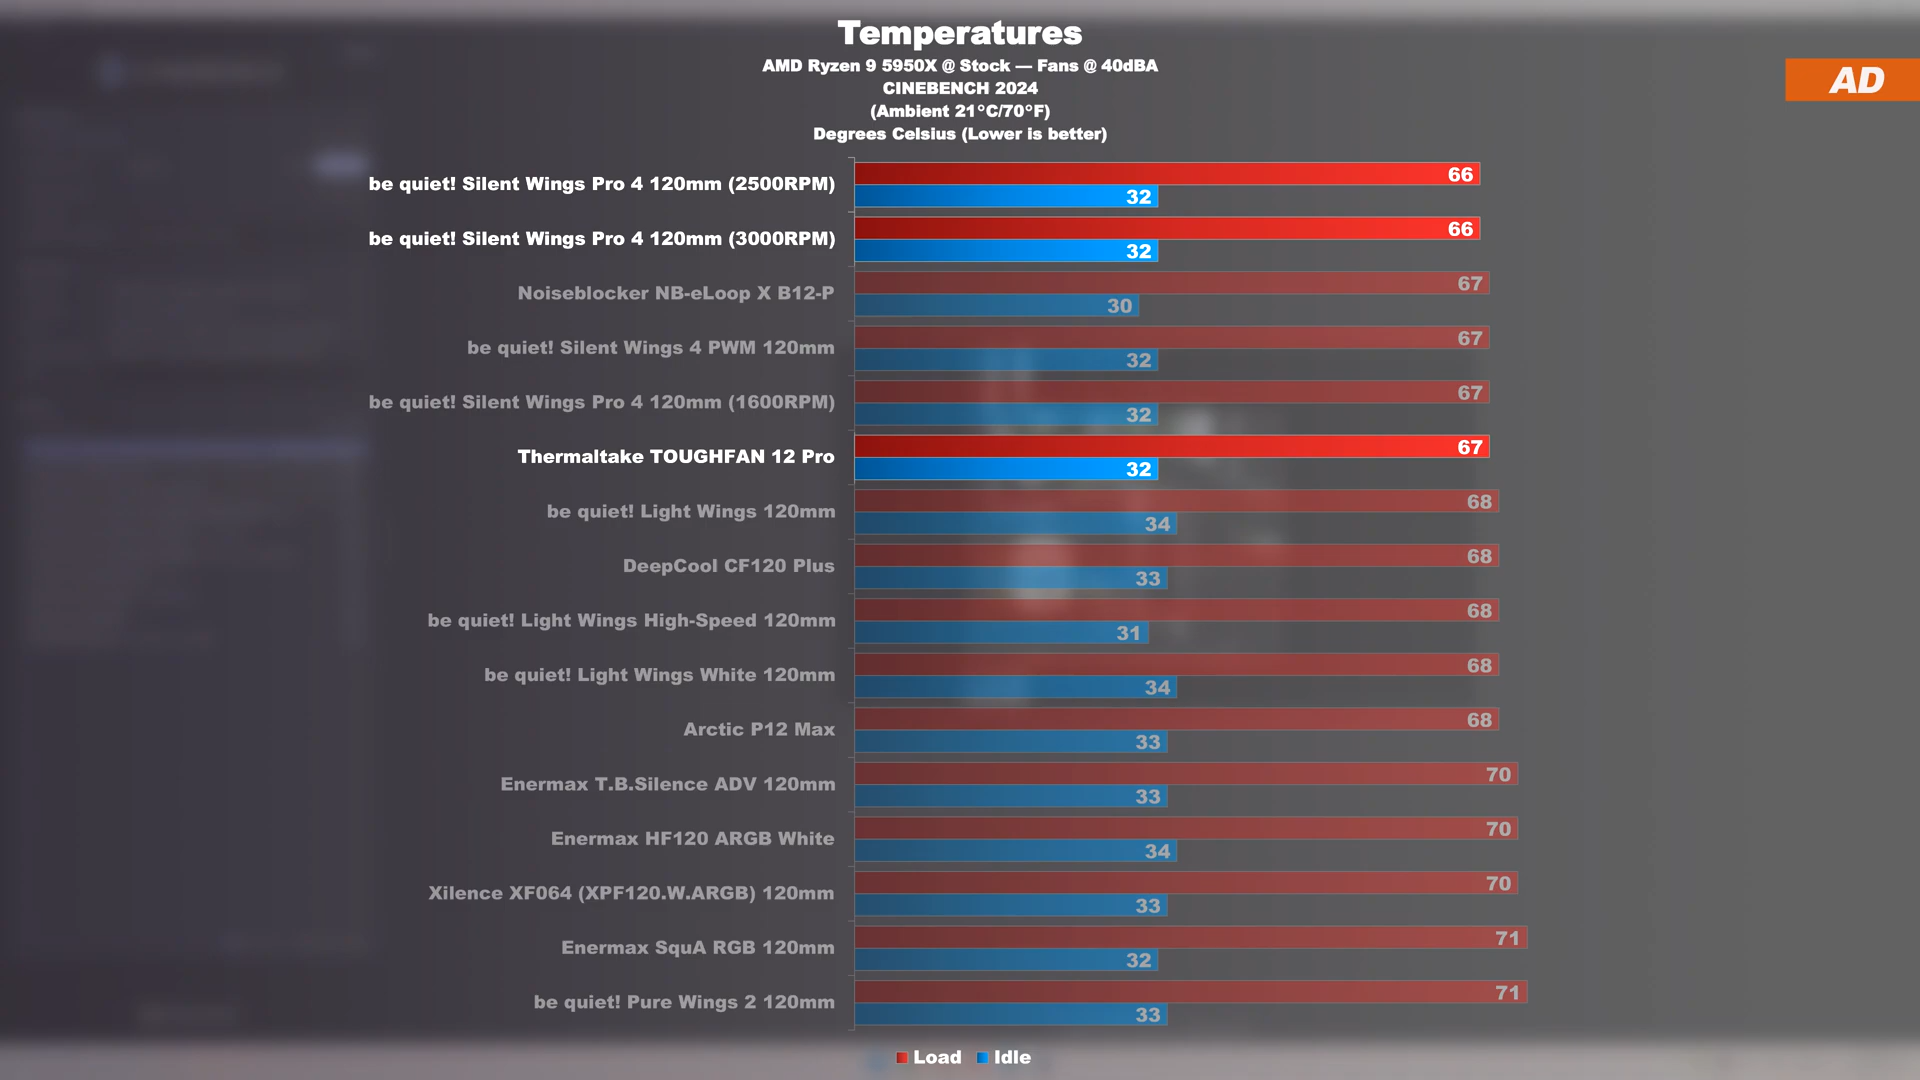 Temperatures
AMD Ryzen 9 5950X @ Stock — Fans @ 40dBA
CINEBENCH 2024
(Ambient 21°C/70°F)
Degrees Celsius (Lower is better)
AD
be quiet! Silent Wings Pro 4 120mm (2500RPM) 66
32
be quiet! Silent Wings Pro 4 120mm (3000RPM) 66
32
Noiseblocker NB-eLoop X B12-P 67
30
be quiet! Silent Wings 4 PWM 120mm 67
32
be quiet! Silent Wings Pro 4 120mm (1600RPM) 67
32
Thermaltake TOUGHFAN 12 Pro 67
32
be quiet! Light Wings 120mm 68
34
DeepCool CF120 Plus 68
33
be quiet! Light Wings High-Speed 120mm 68
31
be quiet! Light Wings White 120mm 68
34
Arctic P12 Max 68
33
Enermax T.B.Silence ADV 120mm 70
33
Enermax HF120 ARGB White 70
34
Xilence XF064 (XPF120.W.ARGB) 120mm 70
33
Enermax SquA RGB 120mm 71
32
be quiet! Pure Wings 2 120mm 71
33
Load Idle